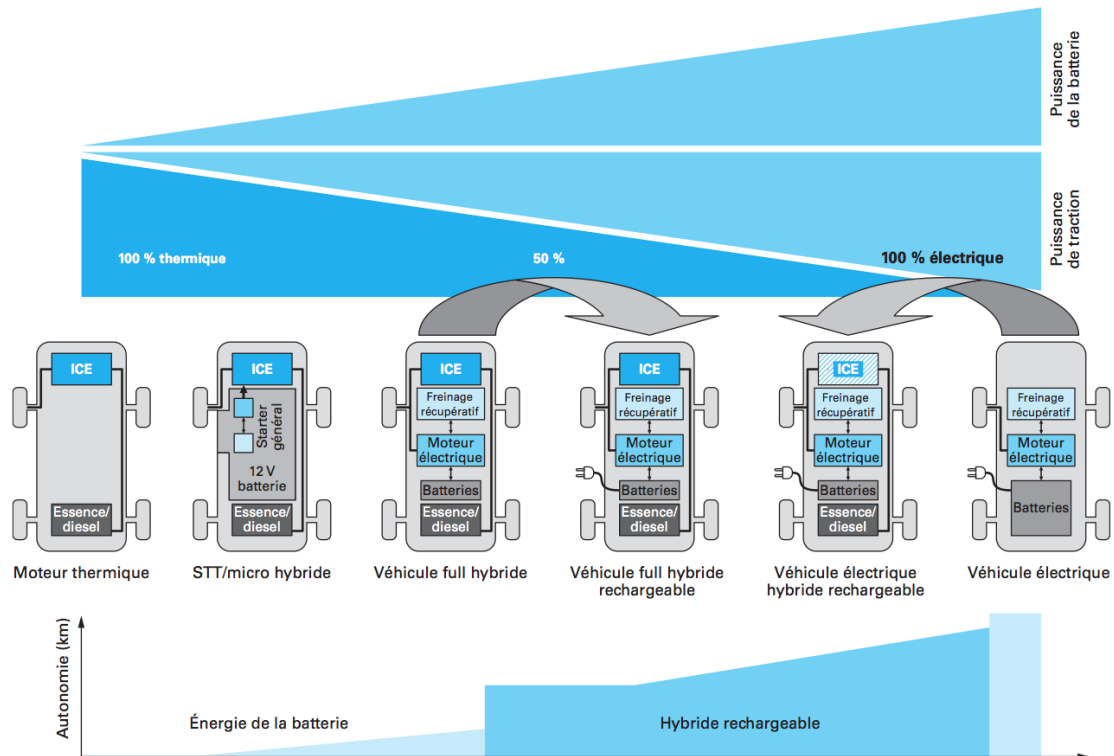 Puissance
de la batterie
Puissance
de traction
100 % thermique
50 %
100 % électrique
ICE
ICE
Starter
général
12 V
batterie
ICE
Freinage
récupératif
Moteur
électrique
Batteries
ICE
Freinage
récupératif
Moteur
électrique
Batteries
ICE
Freinage
récupératif
Moteur
électrique
Batteries
Freinage
récupératif
Moteur
électrique
Batteries
Essence/
diesel
Essence/
diesel
Essence/
diesel
Essence/
diesel
Essence/
diesel
Moteur thermique
STT/micro hybride
Véhicule full hybride
Véhicule full hybride
rechargeable
Véhicule électrique
hybride rechargeable
Véhicule électrique
Autonomie (km)
Énergie de la batterie
Hybride rechargeable